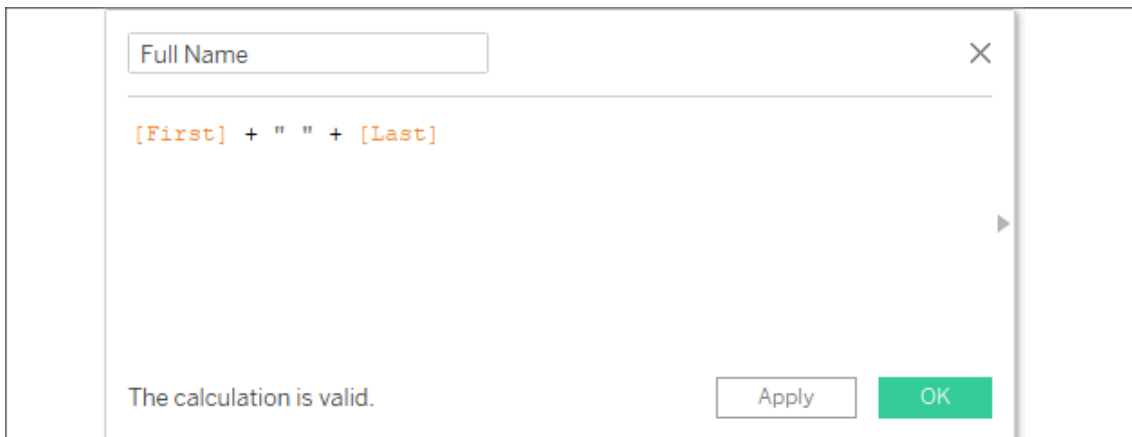 Full Name
[First] + " " + [Last]
The calculation is valid.
Apply
OK